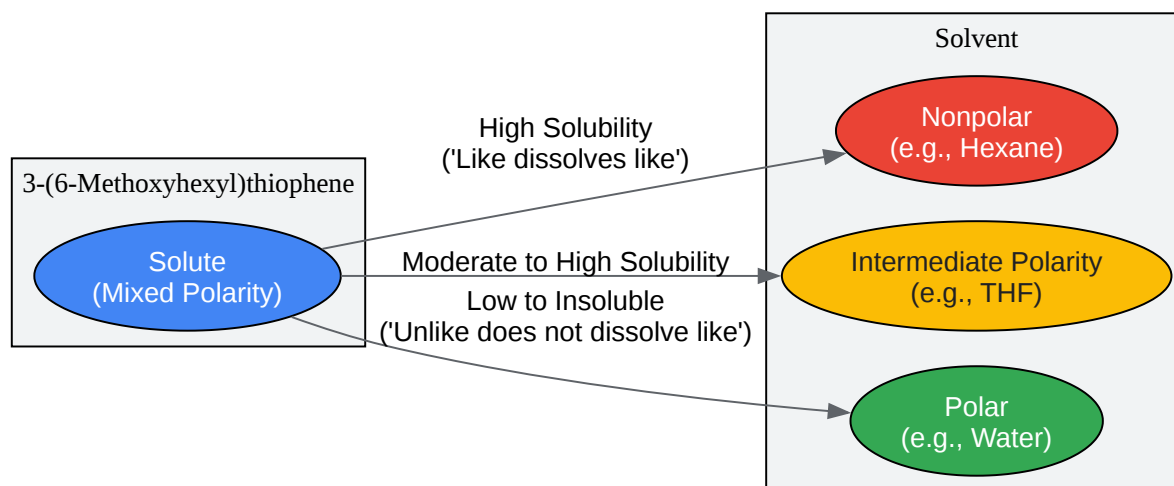 Solvent
Nonpolar
(e.g., Hexane)
High Solubility
('Like dissolves like')
3-(6-Methoxyhexyl)thiophene
Solute
(Mixed Polarity)
Moderate to High Solubility
Intermediate Polarity
(e.g., THF)
Low to Insoluble
('Unlike does not dissolve like')
Polar
(e.g., Water)